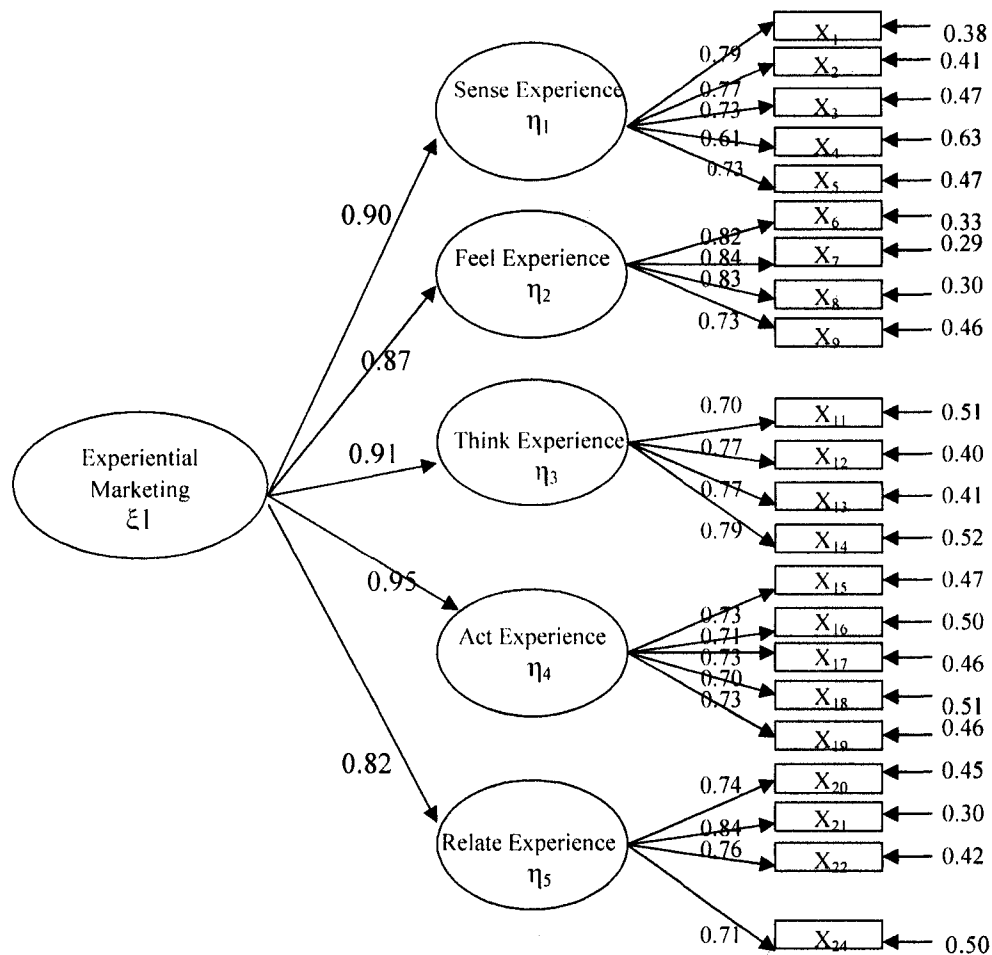 X₁
0.38
0.79
X₂
0.41
Sense Experience
η₁
0.77
X₃
0.47
0.73
X₄
0.63
0.61
X₅
0.47
0.73
0.90
X₆
0.33
0.82
Feel Experience
η₂
X₇
0.29
0.84
X₈
0.30
0.83
X₉
0.46
0.73
0.87
X₁₁
0.51
0.70
Think Experience
η₃
X₁₂
0.40
0.77
X₁₃
0.41
0.77
X₁₄
0.52
0.79
0.91
Experiential
Marketing
ξ1
0.95
X₁₅
0.47
0.73
Act Experience
η₄
X₁₆
0.50
0.71
X₁₇
0.46
0.73
X₁₈
0.51
0.70
X₁₉
0.46
0.73
0.82
X₂₀
0.45
0.74
Relate Experience
η₅
X₂₁
0.30
0.84
X₂₂
0.42
0.76
X₂₄
0.50
0.71